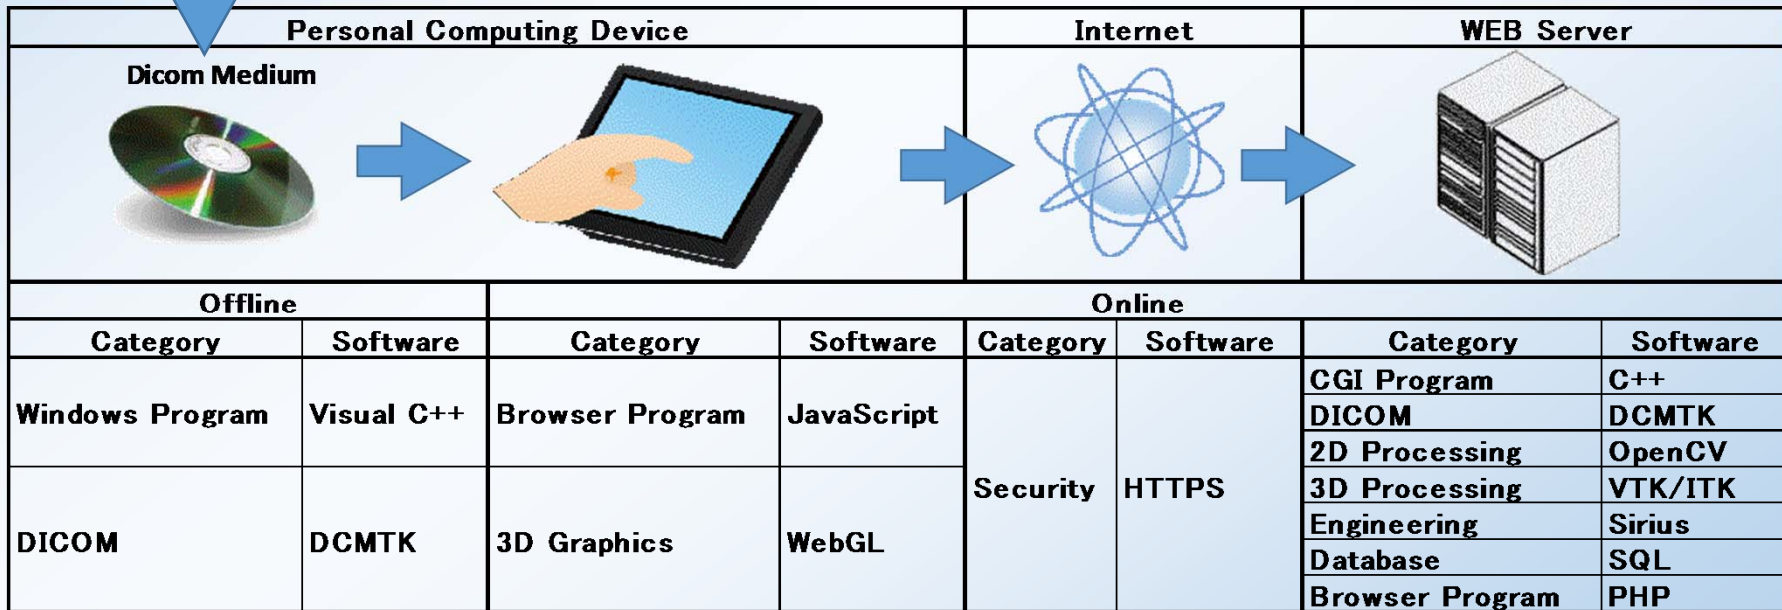 Personal Computing Device Internet WEB Server
Dicom Medium
Offline Online
Category Software Category Software Category Software Category Software
Windows Program Visual C++ Browser Program JavaScript
DICOM DCMTK 3D Graphics WebGL
Security HTTPS
CGI Program C++
DICOM DCMTK
2D Processing OpenCV
3D Processing VTK/ITK
Engineering Sirius
Database SQL
Browser Program PHP